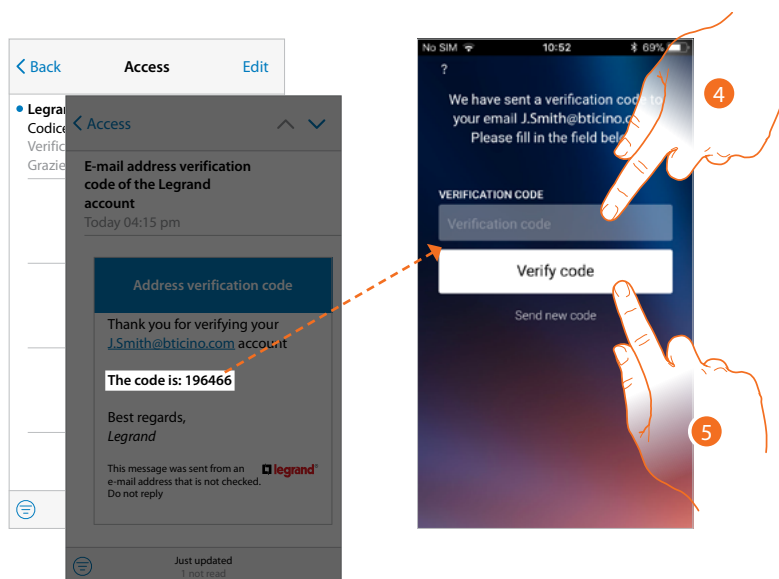 Back Access Edit
Legra
Codice
Verific
Grazie
Access
E-mail address verification
code of the Legrand
account
Today 04:15 pm
Address verification code
Thank you for verifying your
J.Smith@bticino.com account
The code is: 196466
Best regards,
Legrand
This message was sent from an
e-mail address that is not checked.
Do not reply
legrand®
Just updated
1 not read
No SIM 10:52 69%
?
We have sent a verification code to
your email J.Smith@bticino.c
Please fill in the field bel
VERIFICATION CODE
Verification code
Verify code
Send new code
4
5